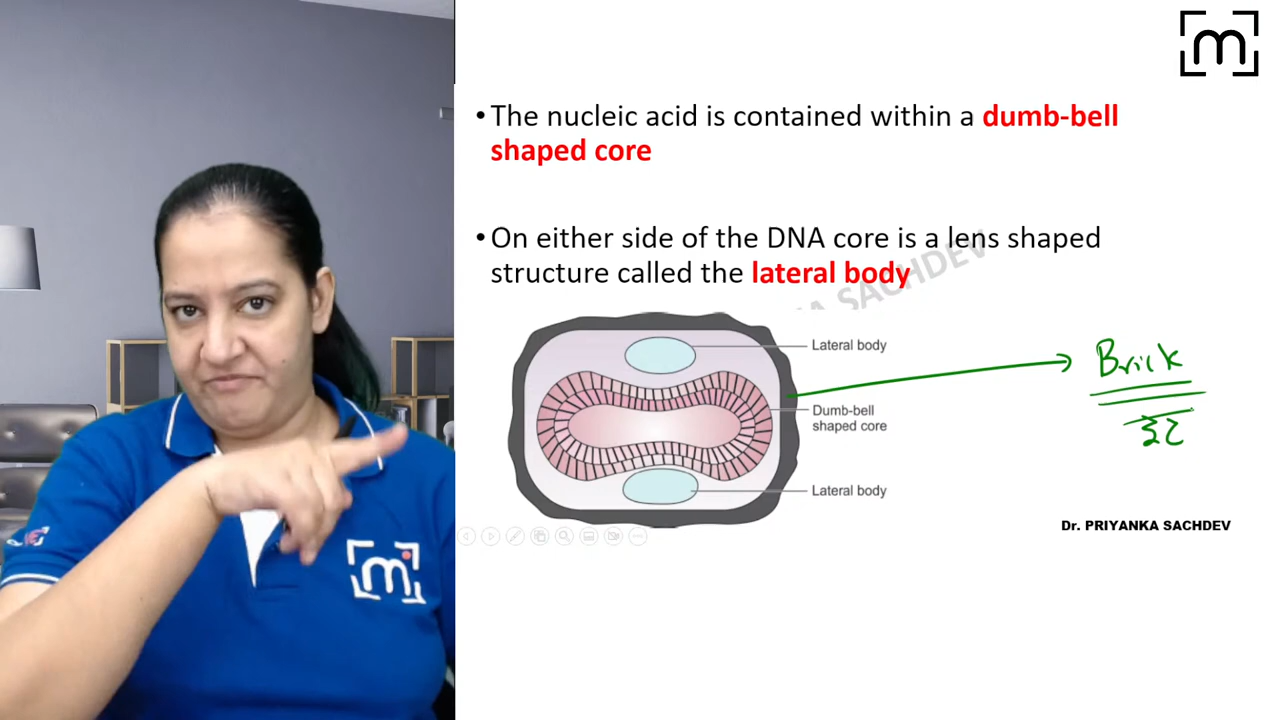 • The nucleic acid is contained within a dumb-bell
shaped core
• On either side of the DNA core is a lens shaped
structure called the lateral body
SACHDEV
Lateral body
Brick
Dumb-bell
shaped core
Lateral body
Dr. PRIYANKA SACHDEV
m
m